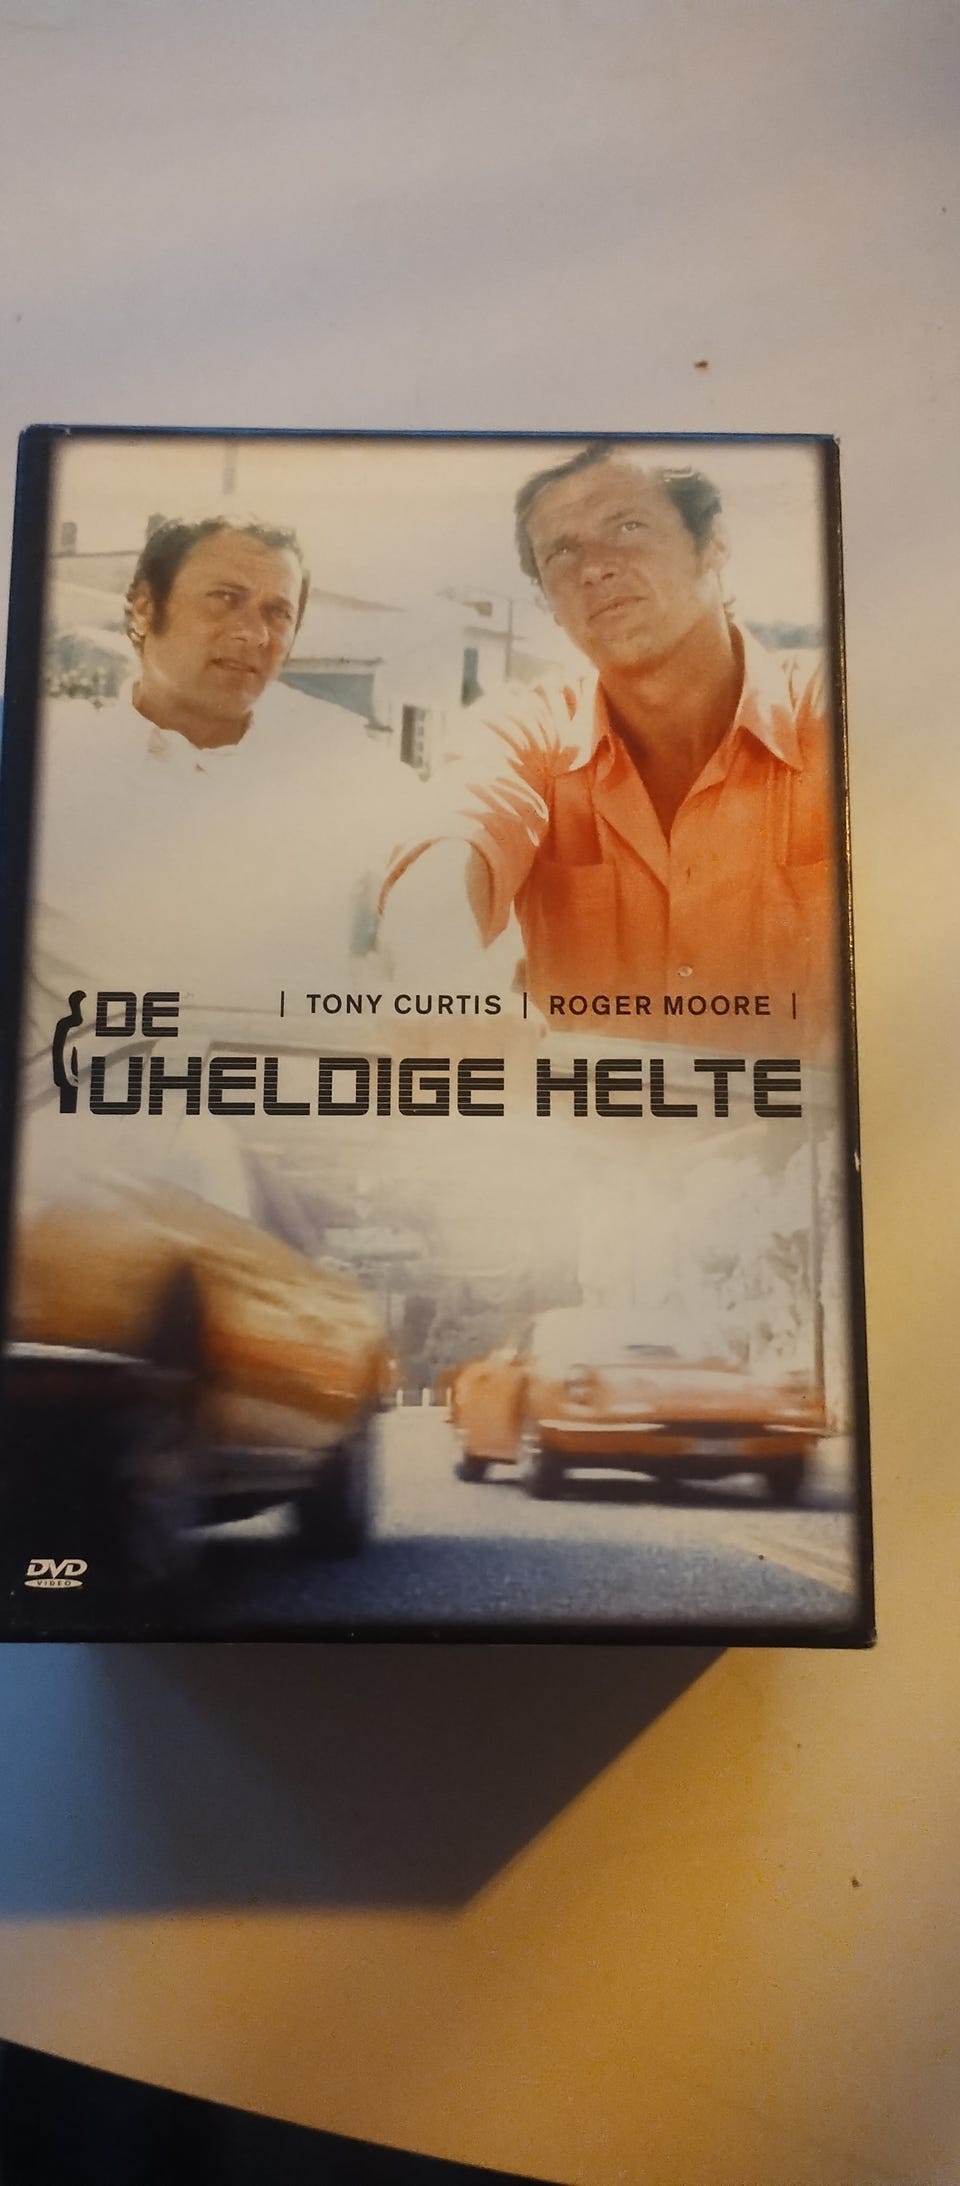 | TONY CURTIS | ROGER MOORE |
DE
UHELDIGE HELTE
DVD
VIDEO